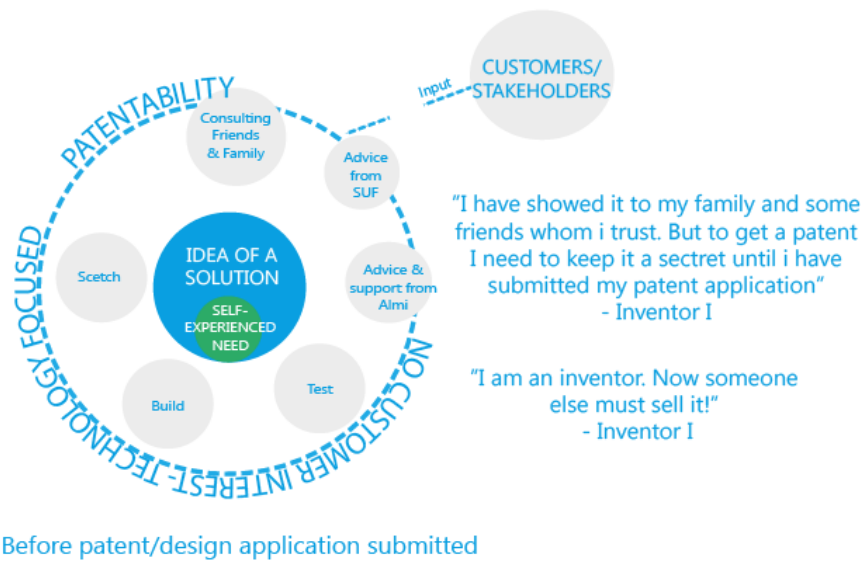 PATENTABILITY
Consulting
Friends
& Family
Input
CUSTOMERS/
STAKEHOLDERS
Advice
from
SUF
"I have showed it to my family and some
friends whom i trust. But to get a patent
I need to keep it a sectret until i have
submitted my patent application"
- Inventor I
IDEA OF A
SOLUTION
SELF-
EXPERIENCED
NEED
Scetch
Advice &
support from
Almi
Build
Test
"I am an inventor. Now someone
else must sell it!"
- Inventor I
NO CUSTOMER INTEREST- TECHNOLOGY FOCUSED
Before patent/design application submitted